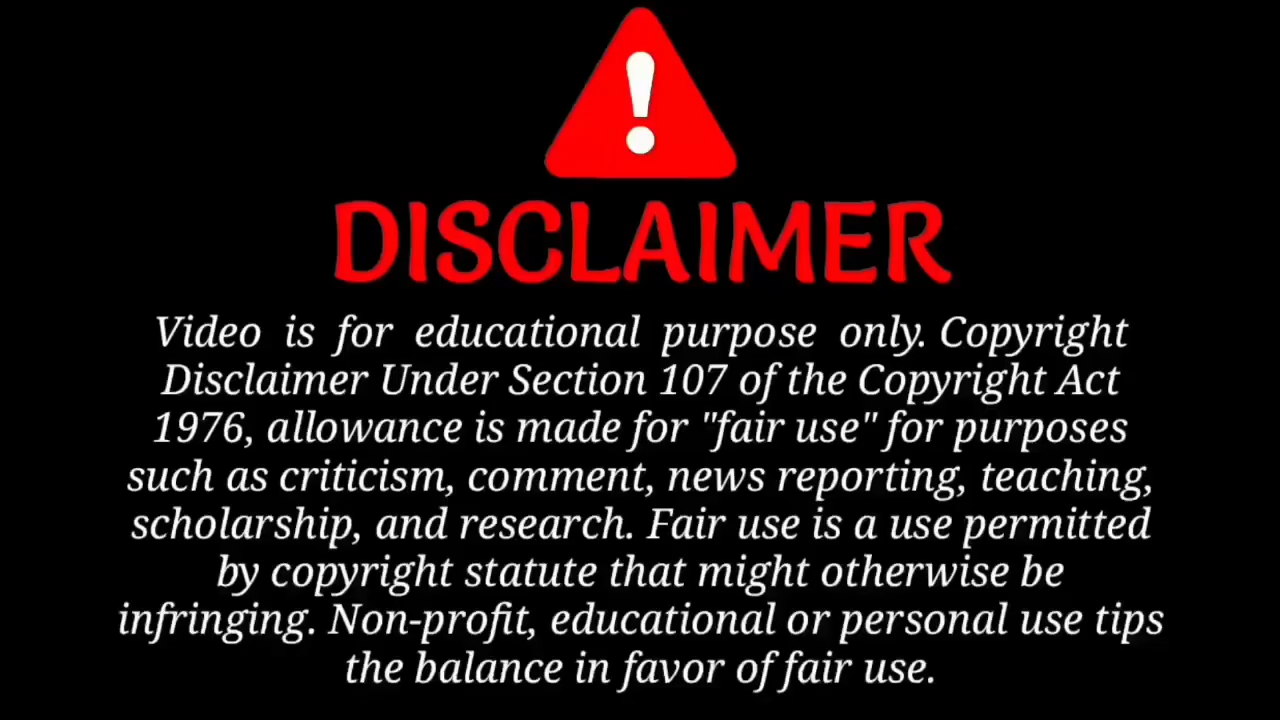 DISCLAIMER
Video is for educational purpose only. Copyright
Disclaimer Under Section 107 of the Copyright Act
1976, allowance is made for "fair use" for purposes
such as criticism, comment, news reporting, teaching,
scholarship, and research. Fair use is a use permitted
by copyright statute that might otherwise be
infringing. Non-profit, educational or personal use tips
the balance in favor of fair use.